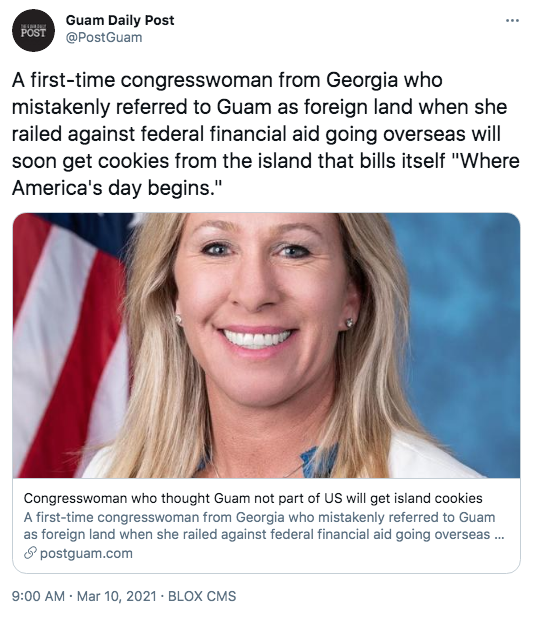 Guam Daily Post
@PostGuam
A first-time congresswoman from Georgia who
mistakenly referred to Guam as foreign land when she
railed against federal financial aid going overseas will
soon get cookies from the island that bills itself "Where
America's day begins."
Congresswoman who thought Guam not part of US will get island cookies
A first-time congresswoman from Georgia who mistakenly referred to Guam
as foreign land when she railed against federal financial aid going overseas ...
postguam.com
9:00 AM · Mar 10, 2021 · BLOX CMS